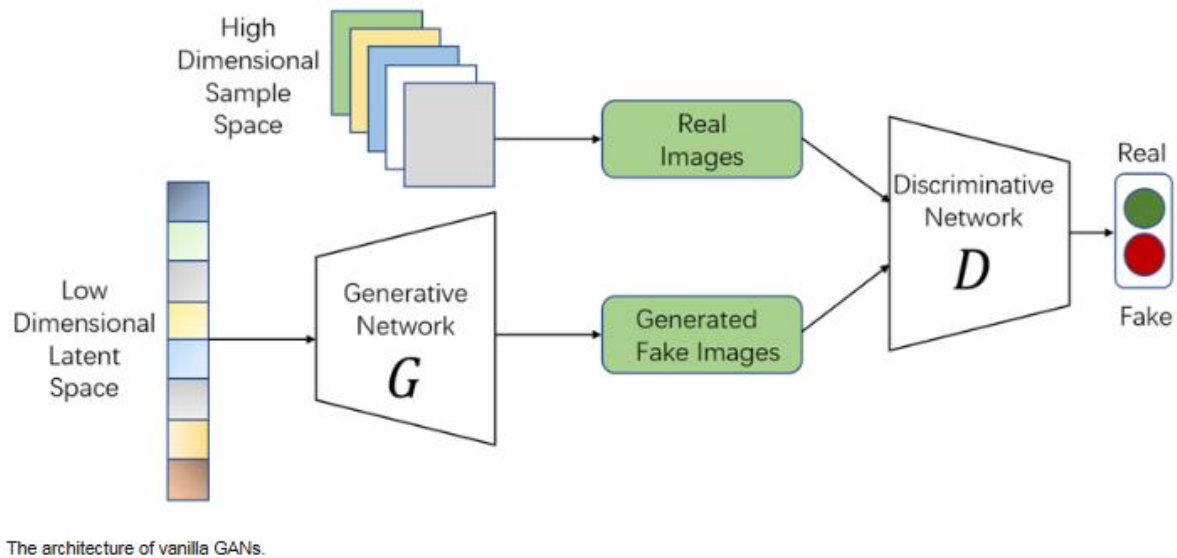 High
Dimensional
Sample
Space
Real
Images
Discriminative
Network
D
Real
Fake
Low
Dimensional
Latent
Space
Generative
Network
G
Generated
Fake Images
The architecture of vanilla GANs.